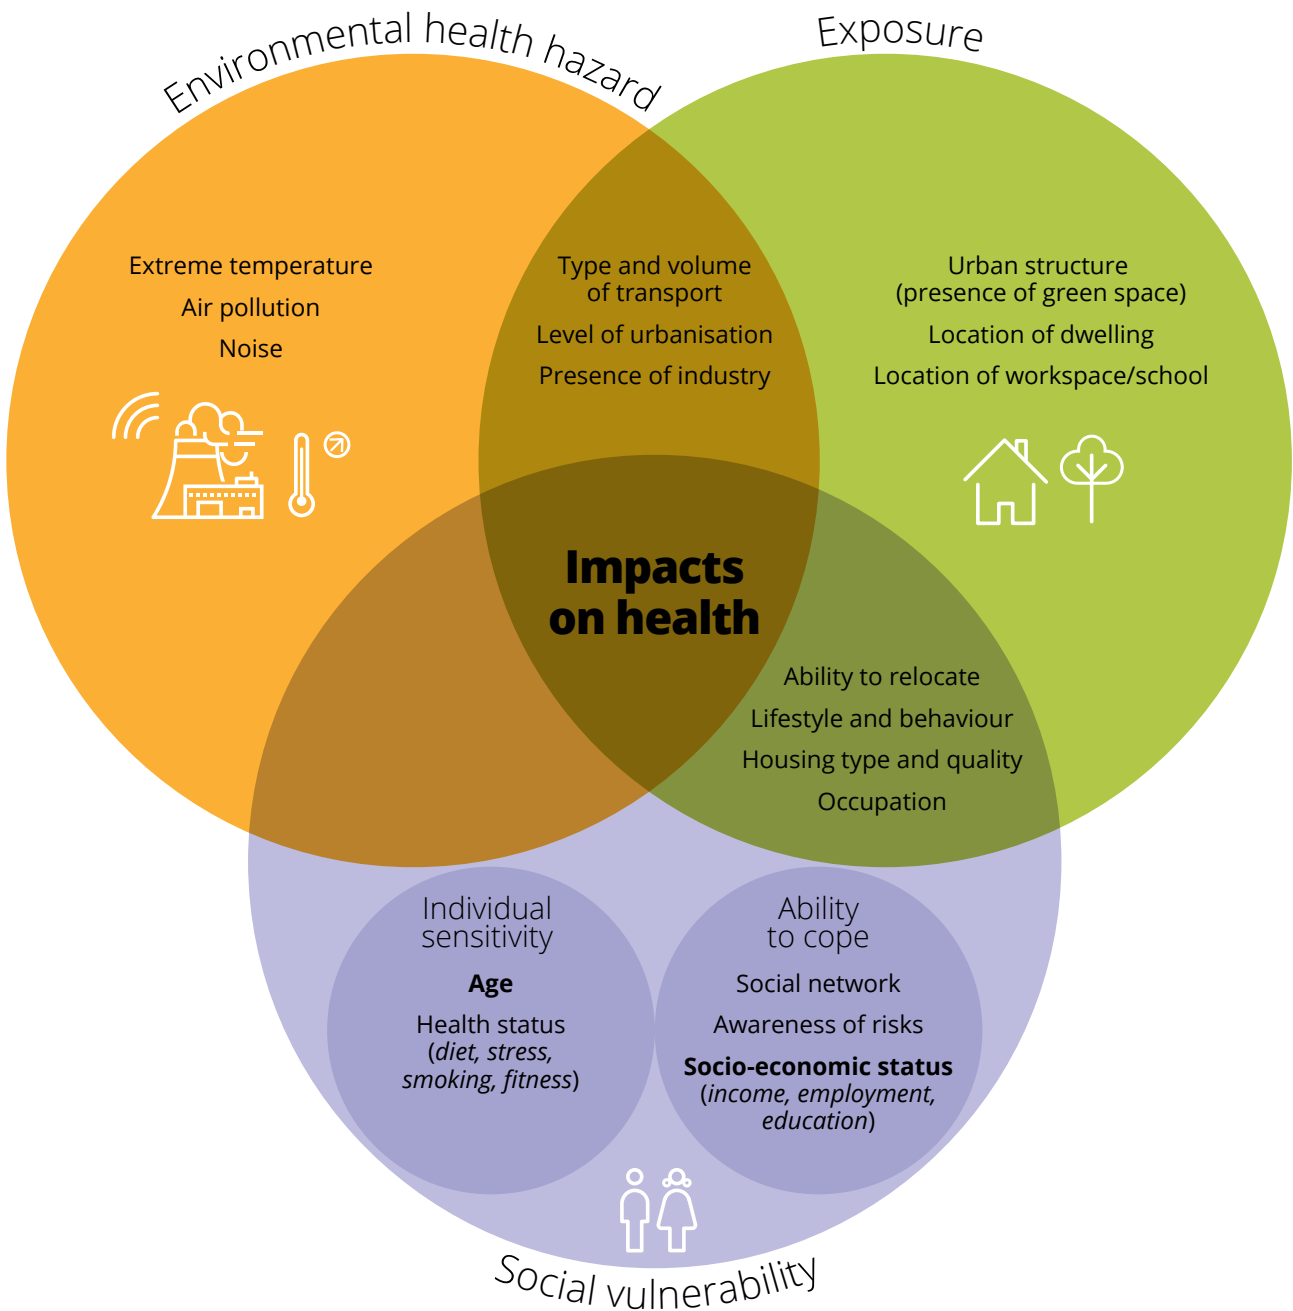 Environmental health hazard
Exposure
Extreme temperature
Air pollution
Noise
Type and volume
of transport
Level of urbanisation
Presence of industry
Urban structure
(presence of green space)
Location of dwelling
Location of workspace/school
Impacts
on health
Ability to relocate
Lifestyle and behaviour
Housing type and quality
Occupation
Individual
sensitivity
Age
Health status
(diet, stress,
smoking, fitness)
Ability
to cope
Social network
Awareness of risks
Socio-economic status
(income, employment,
education)
Social vulnerability